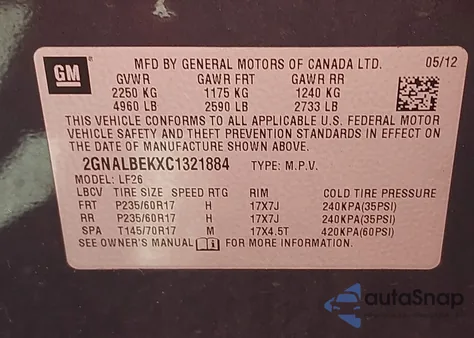 GM
MFD BY GENERAL MOTORS OF CANADA LTD. 05/12
GVWR GAWR FRT GAWR RR
2250 KG 1175 KG 1240 KG
4960 LB 2590 LB 2733 LB
THIS VEHICLE CONFORMS TO ALL APPLICABLE U.S. FEDERAL MOTOR
VEHICLE SAFETY AND THEFT PREVENTION STANDARDS IN EFFECT ON
THE DATE OF MANUFACTURE SHOWN ABOVE.
2GNALBEKXC1321884 TYPE: M.P.V.
MODEL: LF26
LBCV TIRE SIZE SPEED RTG RIM COLD TIRE PRESSURE
FRT P235/60R17 H 17X7J 240KPA(35PSI)
RR P235/60R17 H 17X7J 240KPA(35PSI)
SPA T145/70R17 M 17X4.5T 420KPA(60PSI)
SEE OWNER'S MANUAL i FOR MORE INFORMATION.
autoSnap